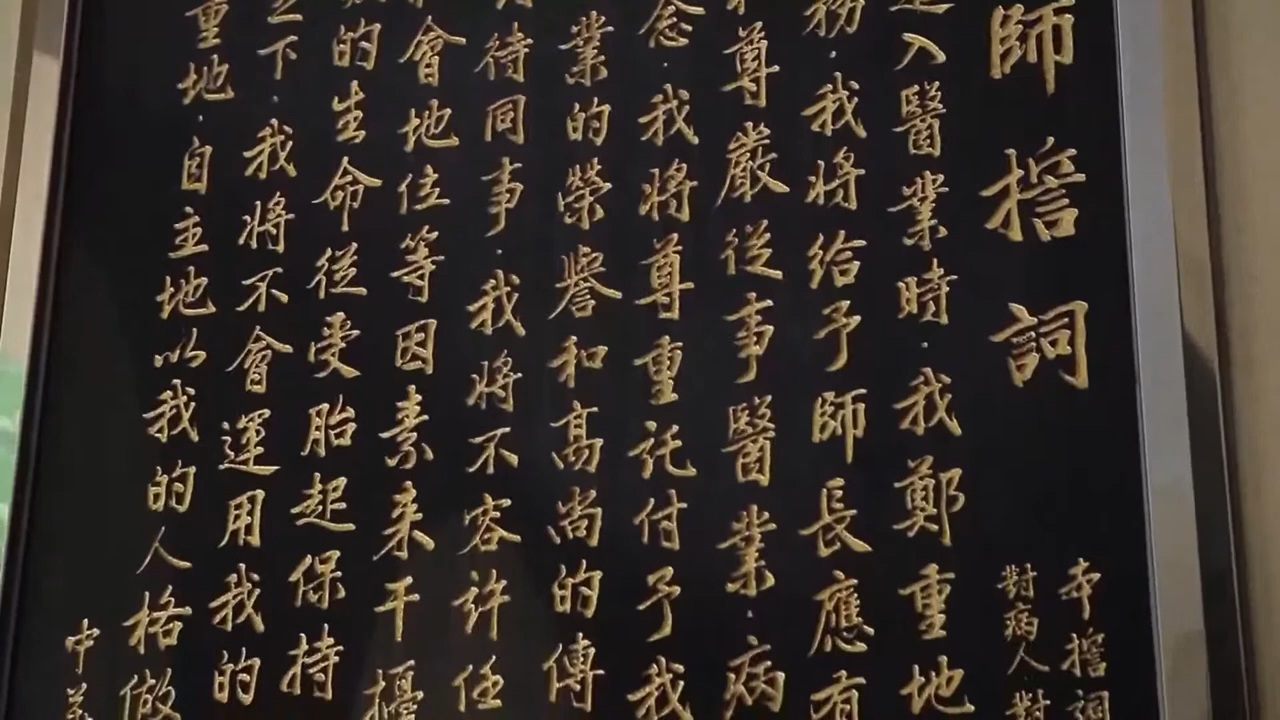 師誓詞
本誓詞
對病人對
進入醫業時·我鄭重地
務·我將給予師長應有
尊嚴從事醫業·病
念·我將尊重託付予我
業的榮譽和高尚的傳
待同事·我將不容許任
會地位等因素来干擾
的生命從受胎起保持
下·我將不會運用我的
重地·自主地以我的人格做
中